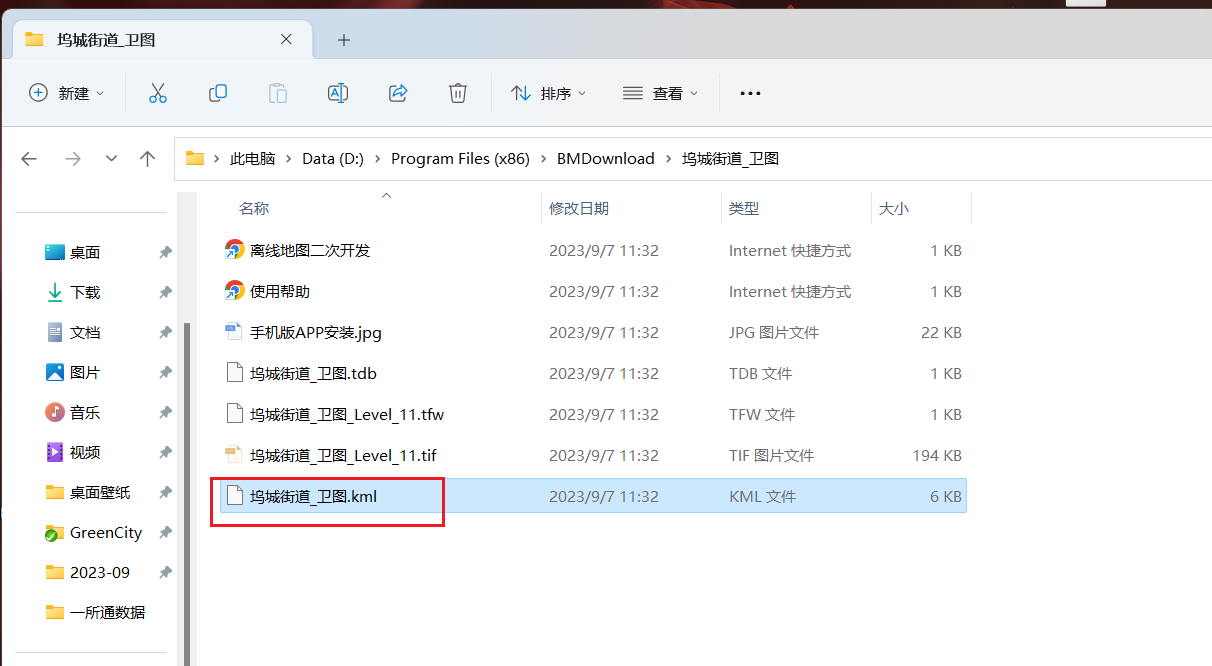 坞城街道_卫图
新建
排序
查看
此电脑 > Data (D:) > Program Files (x86) > BMDownload > 坞城街道_卫图
名称 修改日期 类型 大小
桌面
下载
文档
图片
音乐
视频
桌面壁纸
GreenCity
2023-09
一所通数据
离线地图二次开发 2023/9/7 11:32 Internet 快捷方式 1 KB
使用帮助 2023/9/7 11:32 Internet 快捷方式 1 KB
手机版APP安装.jpg 2023/9/7 11:32 JPG 图片文件 22 KB
坞城街道_卫图.tdb 2023/9/7 11:32 TDB 文件 1 KB
坞城街道_卫图_Level_11.tfw 2023/9/7 11:32 TFW 文件 1 KB
坞城街道_卫图_Level_11.tif 2023/9/7 11:32 TIF 图片文件 194 KB
坞城街道_卫图.kml 2023/9/7 11:32 KML 文件 6 KB